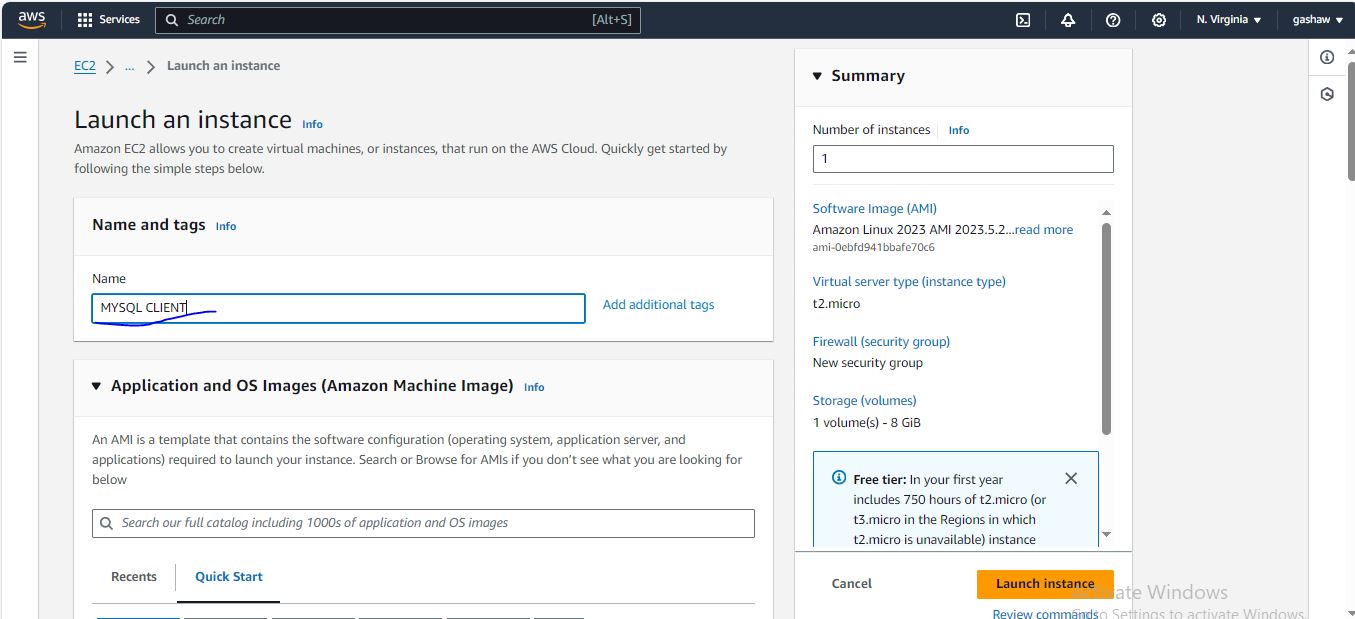 aws
Services
Search
[Alt+S]
N. Virginia ▼
gashaw ▼
EC2 > ... > Launch an instance
Launch an instance Info
Amazon EC2 allows you to create virtual machines, or instances, that run on the AWS Cloud. Quickly get started by
following the simple steps below.
Name and tags Info
Name
MYSQL CLIENT
Add additional tags
▼ Application and OS Images (Amazon Machine Image) Info
An AMI is a template that contains the software configuration (operating system, application server, and
applications) required to launch your instance. Search or Browse for AMIs if you don't see what you are looking for
below
Search our full catalog including 1000s of application and OS images
Recents
Quick Start
▼ Summary
Number of instances Info
1
Software Image (AMI)
Amazon Linux 2023 AMI 2023.5.2...read more
ami-0ebfd941bbafe70c6
Virtual server type (instance type)
t2.micro
Firewall (security group)
New security group
Storage (volumes)
1 volume(s) - 8 GiB
Free tier: In your first year
includes 750 hours of t2.micro (or
t3.micro in the Regions in which
t2.micro is unavailable) instance
Cancel
Launch instance
Review commands
Activate Windows
Go to Settings to activate Windows.